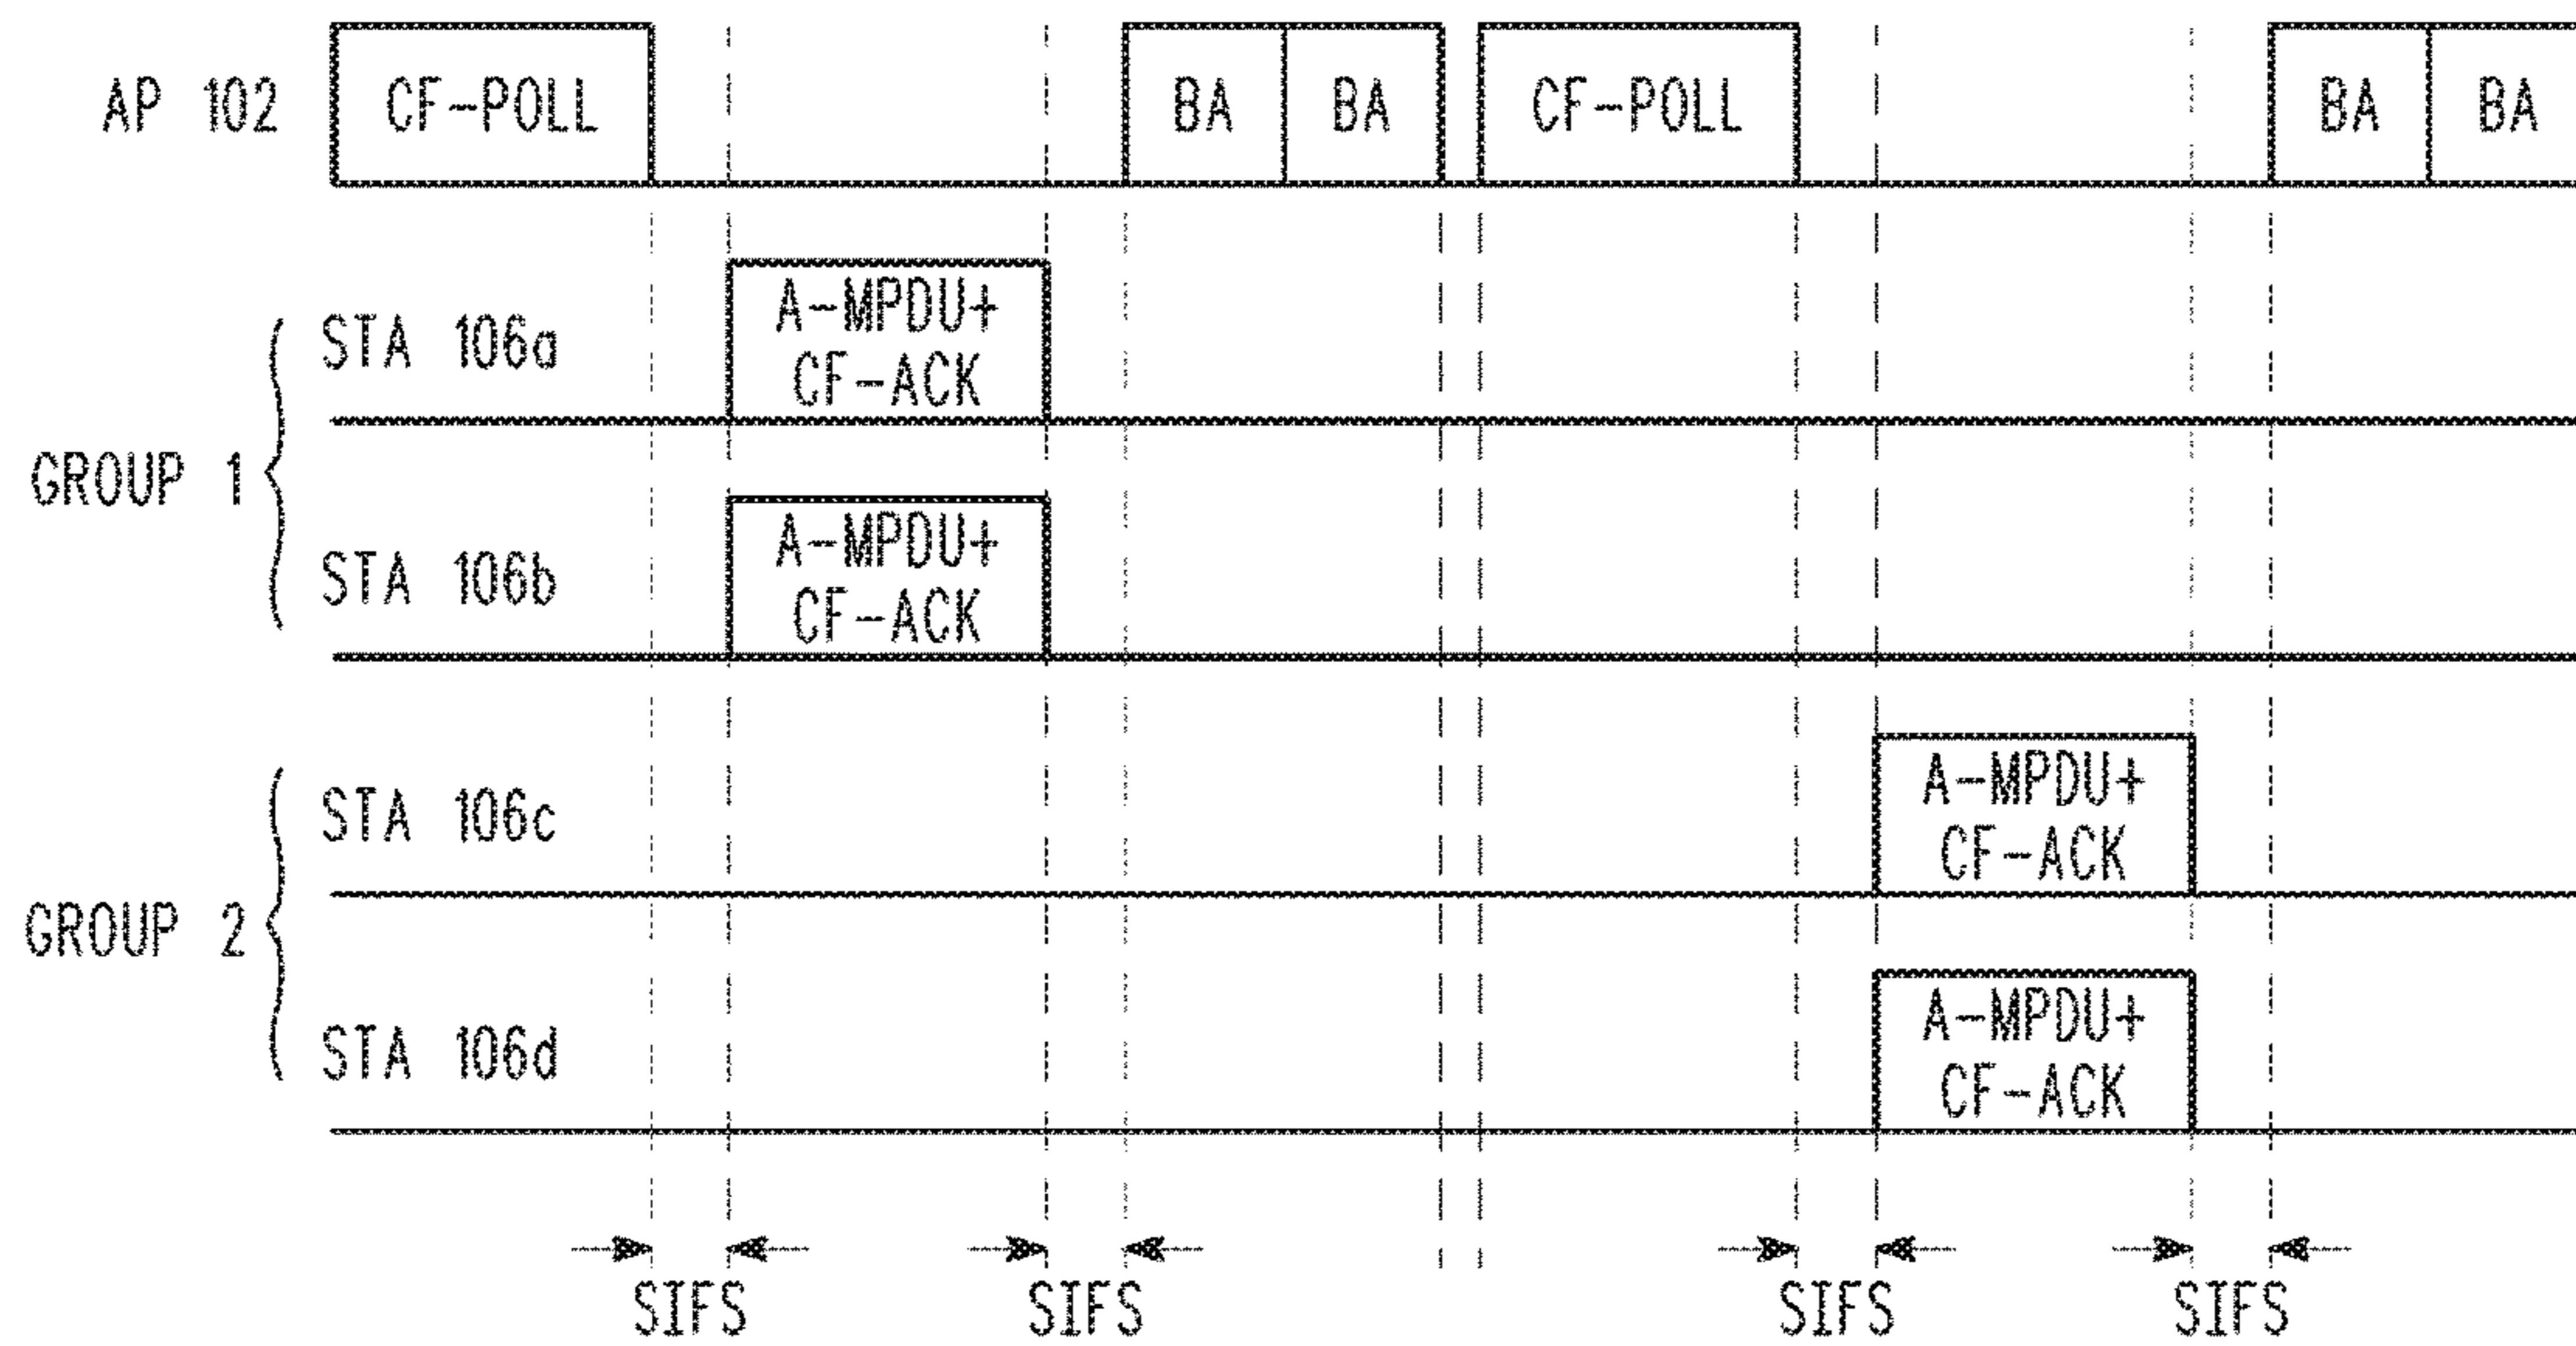 AP 102
CF-POLL
BA
BA
CF-POLL
BA
BA
GROUP 1
STA 106a
A-MPDU+
CF-ACK
STA 106b
A-MPDU+
CF-ACK
GROUP 2
STA 106c
A-MPDU+
CF-ACK
STA 106d
A-MPDU+
CF-ACK
SIFS
SIFS
SIFS
SIFS